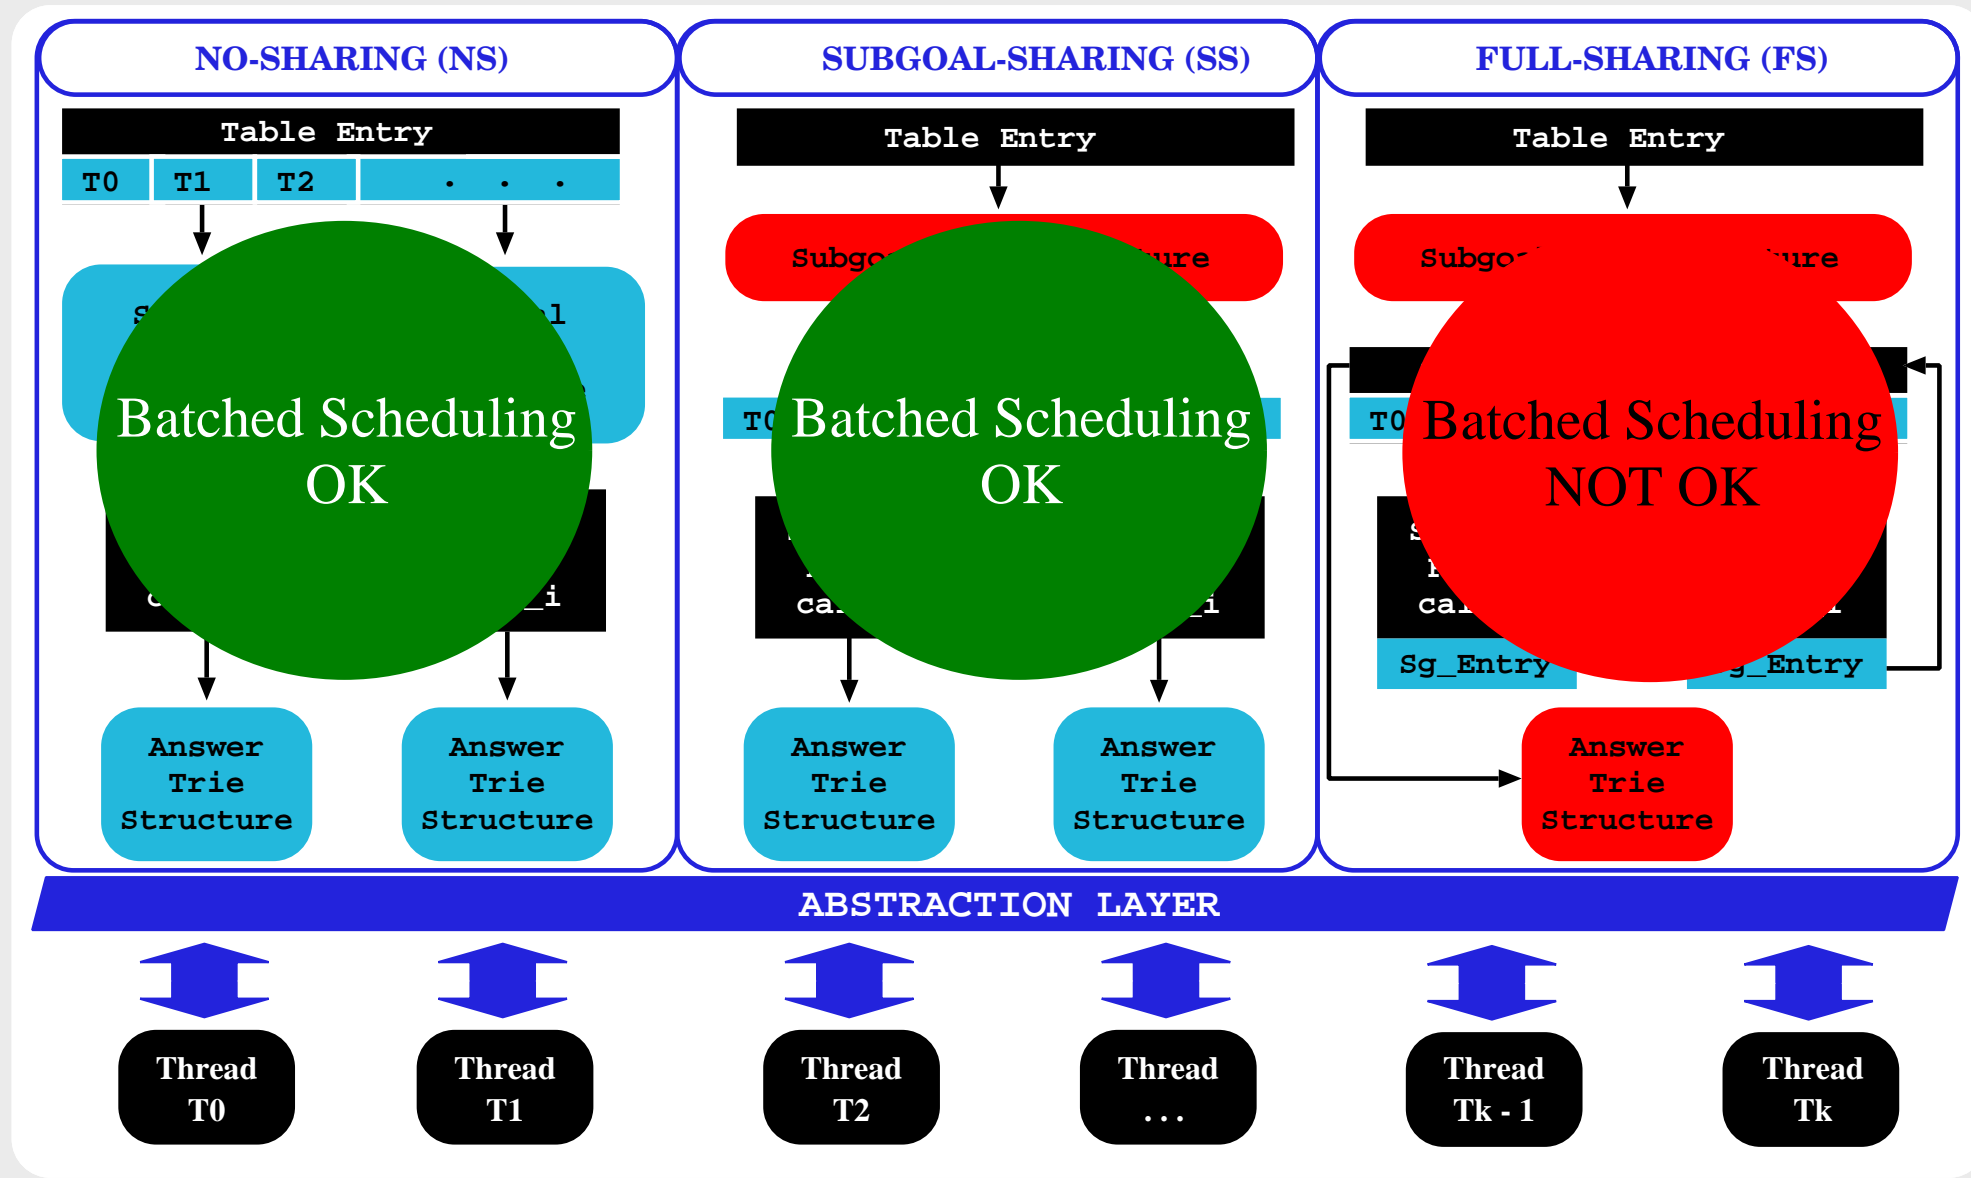 NO-SHARING (NS)
Table Entry
T0 T1 T2 . . .
Batched Scheduling
OK
Answer
Trie
Structure
Answer
Trie
Structure
SUBGOAL-SHARING (SS)
Table Entry
T0
Batched Scheduling
OK
Answer
Trie
Structure
Answer
Trie
Structure
FULL-SHARING (FS)
Table Entry
T0
Batched Scheduling
NOT OK
Sg_Entry
Answer
Trie
Structure
ABSTRACTION LAYER
Thread
T0
Thread
T1
Thread
T2
Thread
. . .
Thread
Tk - 1
Thread
Tk